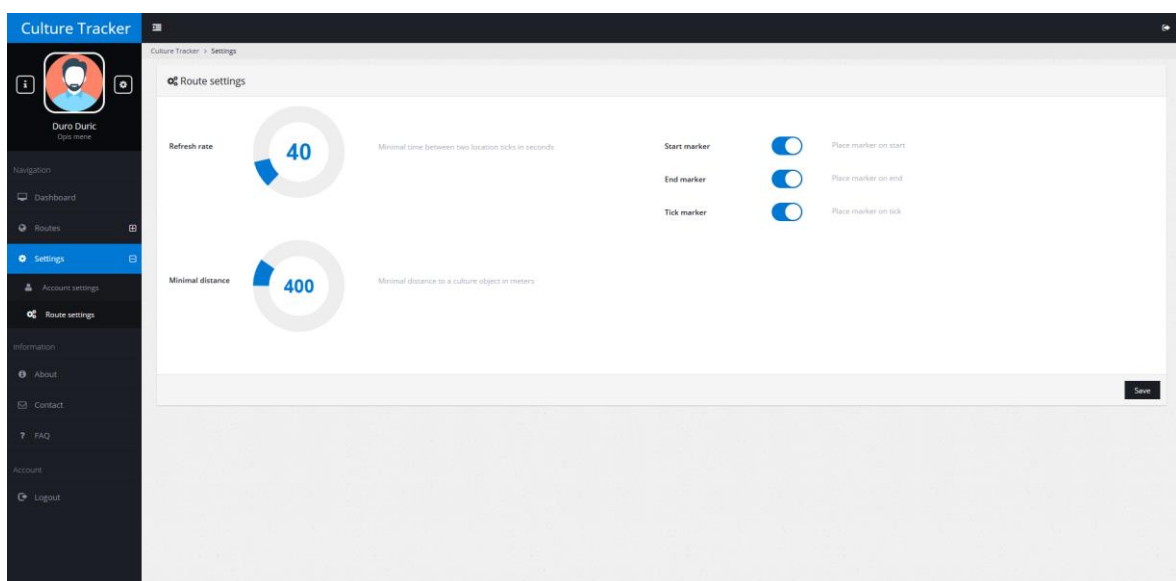 Culture Tracker
Culture Tracker > Settings
i
Duro Duric
Opis mene
Navigation
Dashboard
Routes
Settings
Account settings
Route settings
Information
About
Contact
? FAQ
Account
Logout
Route settings
Refresh rate
40
Minimal time between two location ticks in seconds
Start marker
Place marker on start
End marker
Place marker on end
Tick marker
Place marker on tick
Minimal distance
400
Minimal distance to a culture object in meters
Save